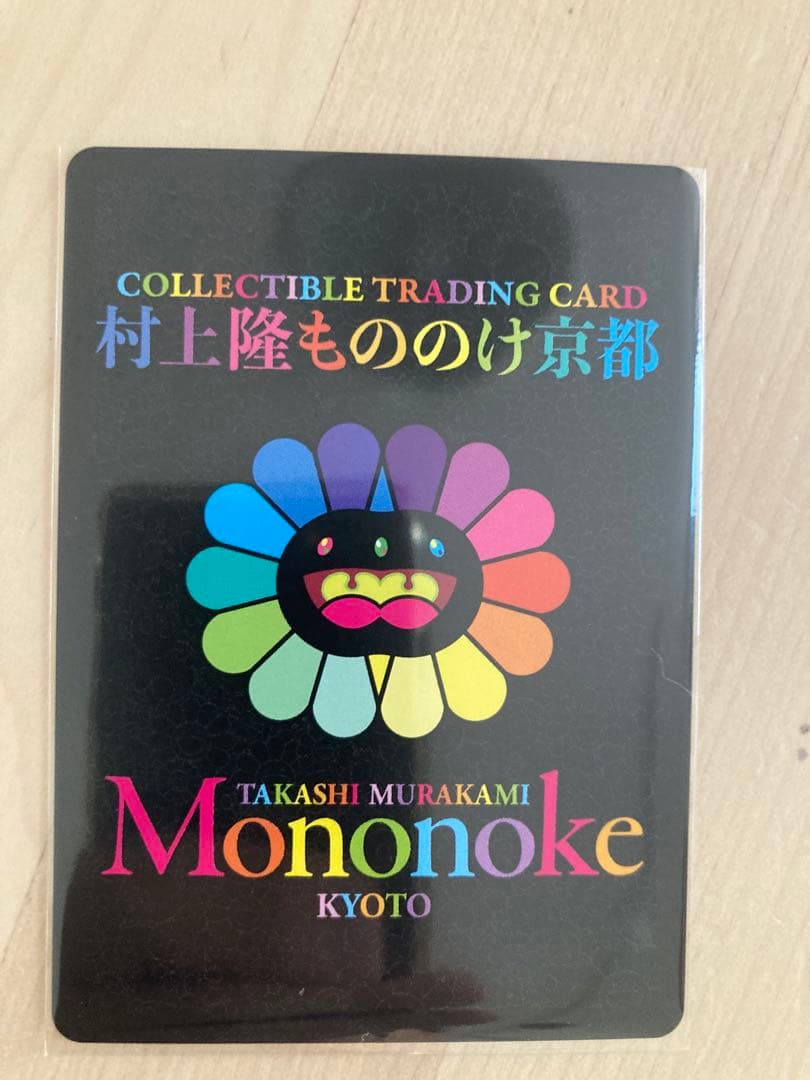 COLLECTIBLE TRADING CARD
村上隆もののけ京都
TAKASHI MURAKAMI
Mononoke
KYOTO